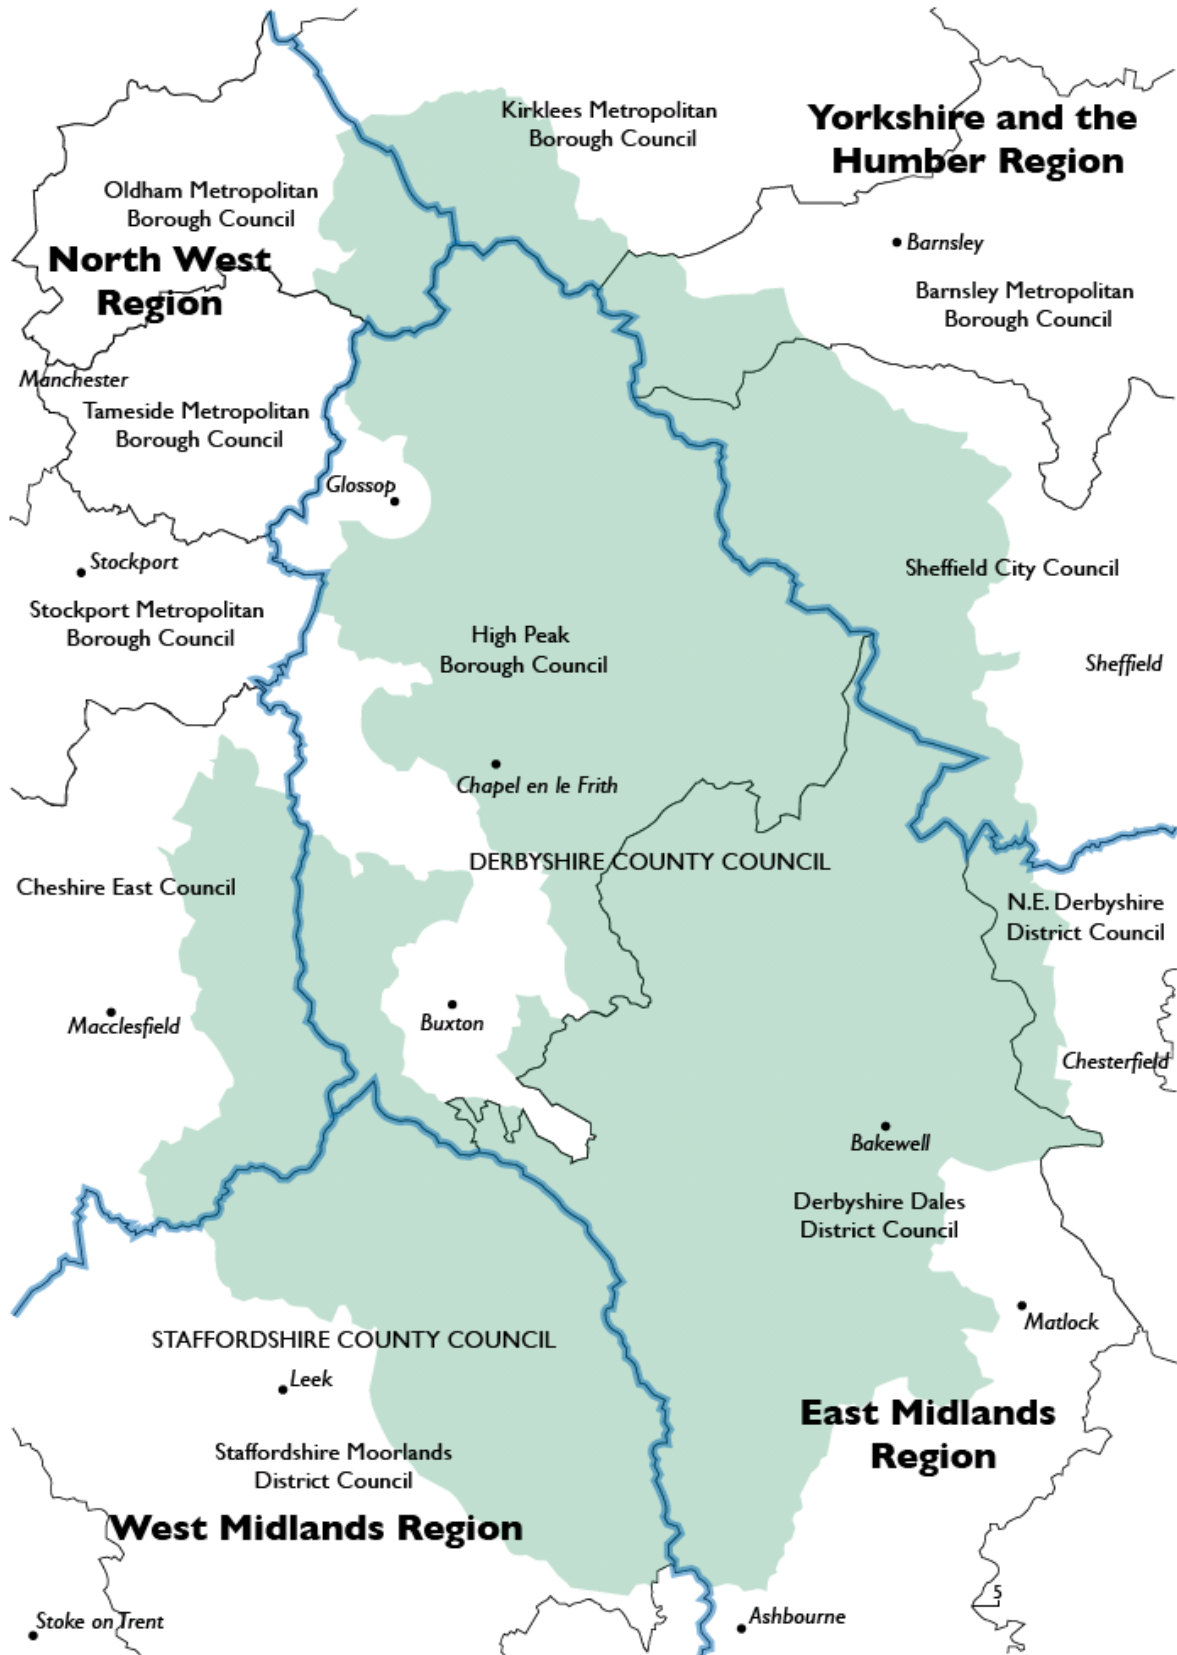 Kirklees Metropolitan
Borough Council
Yorkshire and the
Humber Region
Oldham Metropolitan
Borough Council
North West
Region
Barnsley
Barnsley Metropolitan
Borough Council
Manchester
Tameside Metropolitan
Borough Council
Glossop
Stockport
Stockport Metropolitan
Borough Council
Sheffield City Council
High Peak
Borough Council
Sheffield
Chapel en le Frith
DERBYSHIRE COUNTY COUNCIL
Cheshire East Council
N.E. Derbyshire
District Council
Macclesfield
Buxton
Chesterfield
Bakewell
Derbyshire Dales
District Council
Matlock
STAFFORDSHIRE COUNTY COUNCIL
Leek
East Midlands
Region
Staffordshire Moorlands
District Council
West Midlands Region
5
Stoke on Trent
Ashbourne